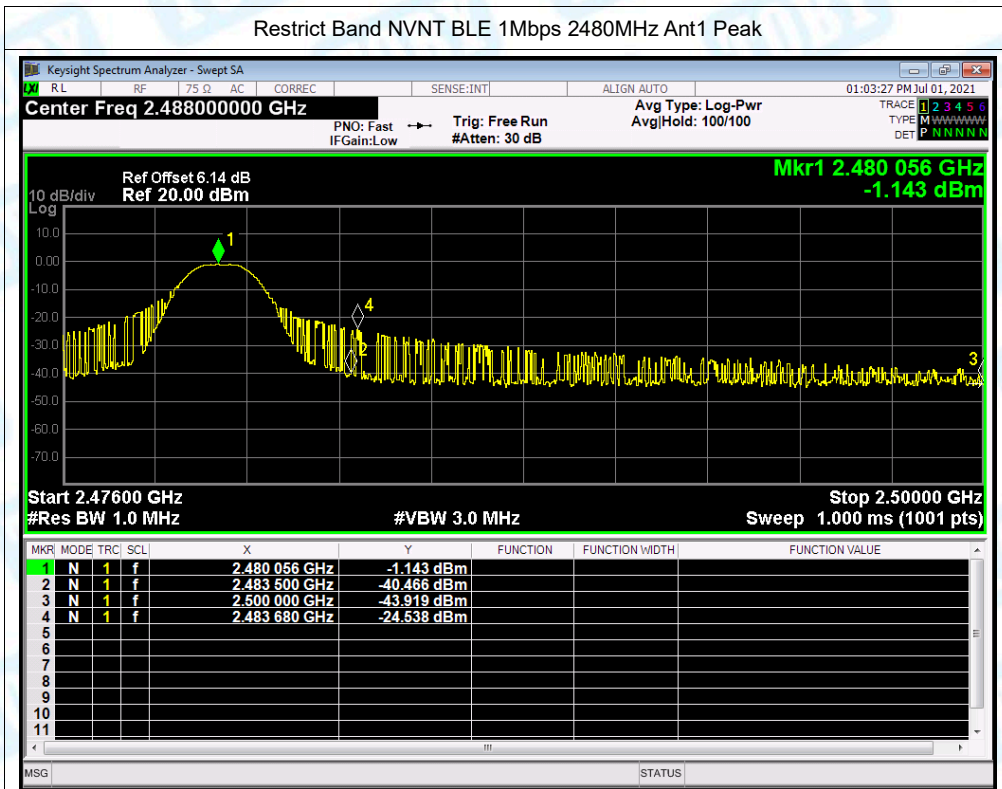 Restrict Band NVNT BLE 1Mbps 2480MHz Ant1 Peak
Keysight Spectrum Analyzer - Swept SA
LXI RL RF 75 Ω AC CORREC SENSE:INT ALIGN AUTO 01:03:27 PM Jul 01, 2021
Center Freq 2.488000000 GHz
PNO: Fast
IFGain:Low
Trig: Free Run
#Atten: 30 dB
Avg Type: Log-Pwr
Avg|Hold: 100/100
TRACE 1 2 3 4 5 6
TYPE M WWWWW
DET P N N N N N
Ref Offset 6.14 dB
10 dB/div Ref 20.00 dBm
Log
Mkr1 2.480 056 GHz
-1.143 dBm
10.0
0.00
-10.0
-20.0
-30.0
-40.0
-50.0
-60.0
-70.0
1
4
2
3
Start 2.47600 GHz Stop 2.50000 GHz
#Res BW 1.0 MHz #VBW 3.0 MHz Sweep 1.000 ms (1001 pts)
MKR MODE TRC SCL X Y FUNCTION FUNCTION WIDTH FUNCTION VALUE
1 N 1 f 2.480 056 GHz -1.143 dBm
2 N 1 f 2.483 500 GHz -40.466 dBm
3 N 1 f 2.500 000 GHz -43.919 dBm
4 N 1 f 2.483 680 GHz -24.538 dBm
5
6
7
8
9
10
11
MSG STATUS